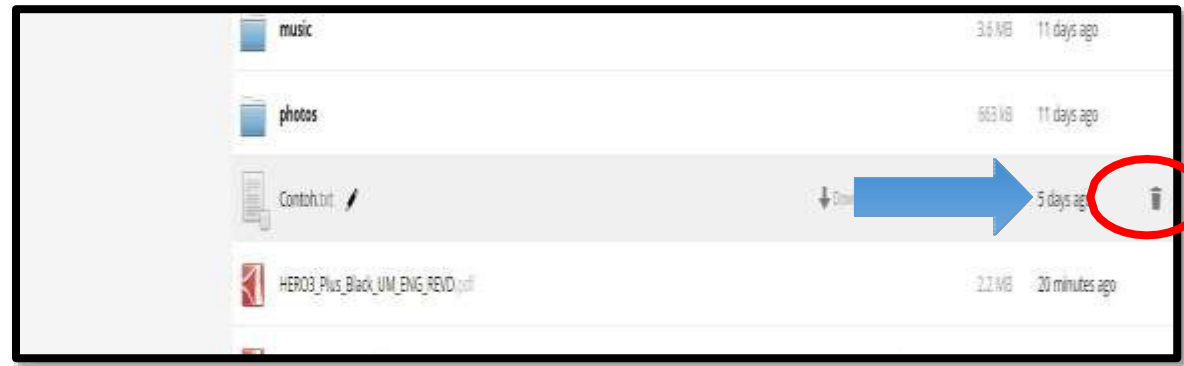 music 3.6 MB 11 days ago
photos 663 kB 11 days ago
Contoh.txt 5 days ago
HERO3_Plus_Black_UM_ENG_REVD.pdf 2.2 MB 20 minutes ago